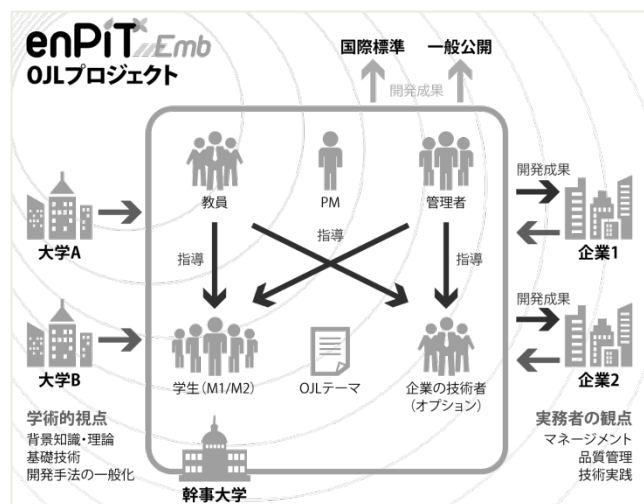 enPiT Emb
OJLプロジェクト
国際標準 一般公開
開発成果
教員
PM
管理者
大学A
開発成果
企業1
指導
指導
指導
大学B
開発成果
企業2
学生(M1/M2)
OJLテーマ
企業の技術者
(オプション)
学術的視点
背景知識・理論
基礎技術
開発手法の一般化
実務者の観点
マネージメント
品質管理
技術実践
幹事大学